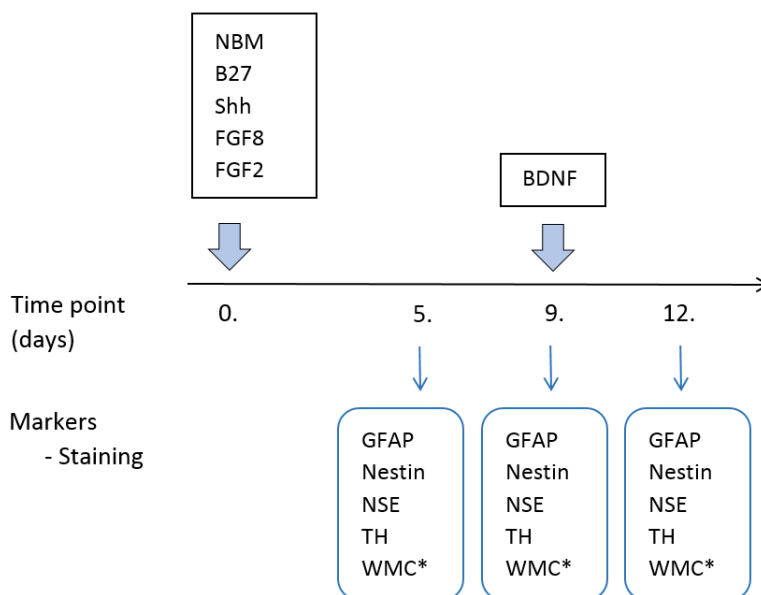 NBM
B27
Shh
FGF8
FGF2
BDNF
Time point
(days)
0.
5.
9.
12.
Markers
- Staining
GFAP
Nestin
NSE
TH
WMC*
GFAP
Nestin
NSE
TH
WMC*
GFAP
Nestin
NSE
TH
WMC*